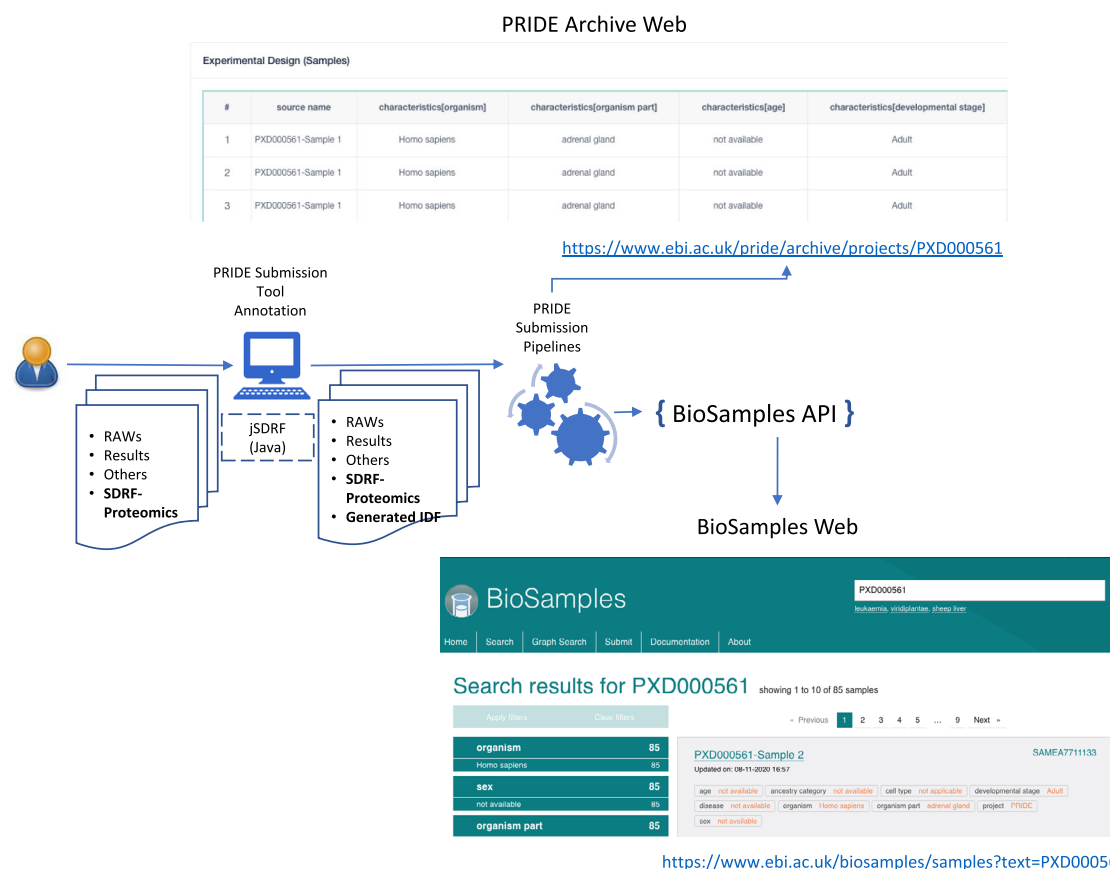 PRIDE Archive Web
Experimental Design (Samples)
# source name characteristics[organism] characteristics[organism part] characteristics[age] characteristics[developmental stage]
1 PXD000561-Sample 1 Homo sapiens adrenal gland not available Adult
2 PXD000561-Sample 1 Homo sapiens adrenal gland not available Adult
3 PXD000561-Sample 1 Homo sapiens adrenal gland not available Adult
https://www.ebi.ac.uk/pride/archive/projects/PXD000561
PRIDE Submission
Tool
Annotation
PRIDE
Submission
Pipelines
• RAWs
• Results
• Others
• SDRF-
Proteomics
jSDRF
(Java)
• RAWs
• Results
• Others
• SDRF-
Proteomics
• Generated IDF
{ BioSamples API }
BioSamples Web
BioSamples
PXD000561
leukaemia, viridiplantae, sheep liver
Home Search Graph Search Submit Documentation About
Search results for PXD000561 showing 1 to 10 of 85 samples
Apply filters Clear filters
« Previous 1 2 3 4 5 ... 9 Next »
organism 85
Homo sapiens 85
sex 85
not available 85
organism part 85
PXD000561-Sample 2 SAMEA7711133
Updated on: 08-11-2020 16:57
age not available ancestry category not available cell type not applicable developmental stage Adult
disease not available organism Homo sapiens organism part adrenal gland project PRIDE
sex not available
https://www.ebi.ac.uk/biosamples/samples?text=PXD00056